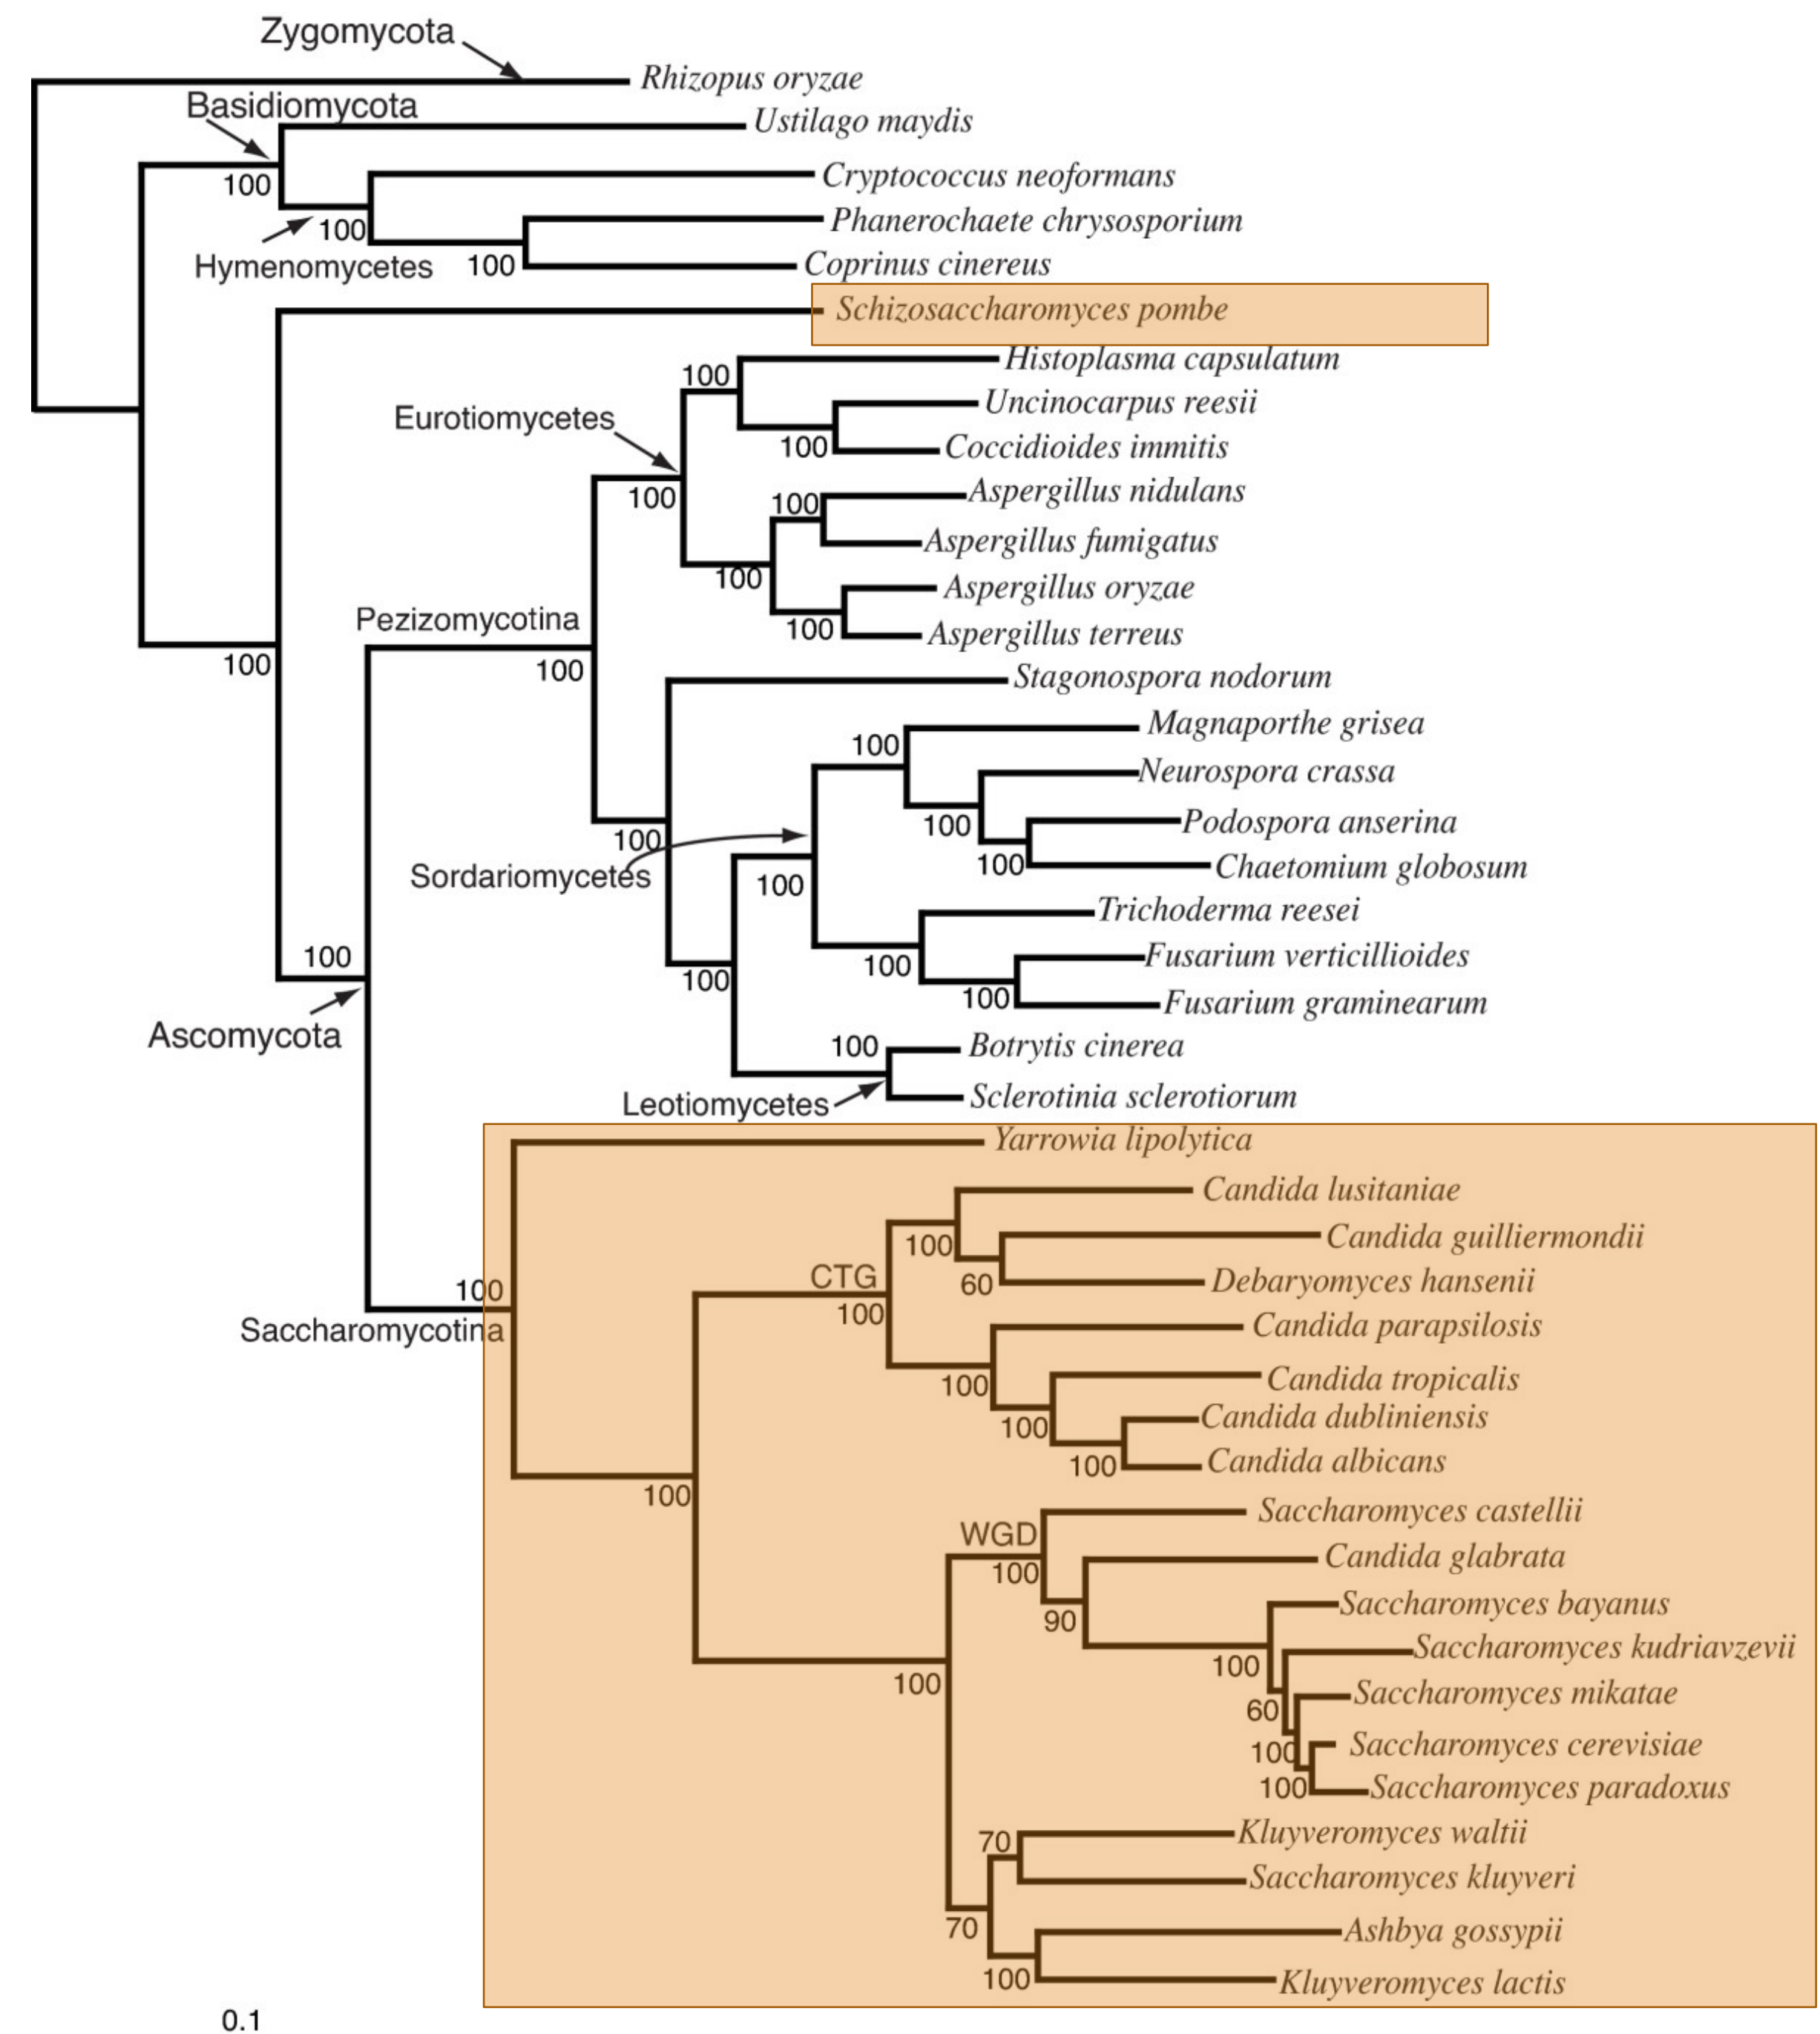 Zygomycota
Rhizopus oryzae
Basidiomycota
Ustilago maydis
100
Cryptococcus neoformans
100
Phanerochaete chrysosporium
Hymenomycetes
100
Coprinus cinereus
Schizosaccharomyces pombe
Histoplasma capsulatum
100
Uncinocarpus reesii
Eurotiomycetes
100
Coccidioides immitis
100
Aspergillus nidulans
100
Aspergillus fumigatus
100
Aspergillus oryzae
Pezizomycotina
100
Aspergillus terreus
100
100
Stagonospora nodorum
Magnaporthe grisea
100
Neurospora crassa
100
Podospora anserina
100
100
Chaetomium globosum
Sordariomycetes
100
Trichoderma reesei
100
Fusarium verticillioides
100
100
100
Fusarium graminearum
Ascomycota
100
Botrytis cinerea
Leotiomycetes
Sclerotinia sclerotiorum
Yarrowia lipolytica
Candida lusitaniae
100
Candida guilliermondii
CTG
60
Debaryomyces hansenii
100
100
Saccharomycotina
Candida parapsilosis
100
Candida tropicalis
100
Candida dubliniensis
100
Candida albicans
100
Saccharomyces castellii
WGD
100
Candida glabrata
90
Saccharomyces bayanus
100
Saccharomyces kudriavzevii
100
60
Saccharomyces mikatae
100
Saccharomyces cerevisiae
100
Saccharomyces paradoxus
70
Kluyveromyces waltii
Saccharomyces kluyveri
70
Ashbya gossypii
100
Kluyveromyces lactis
0.1